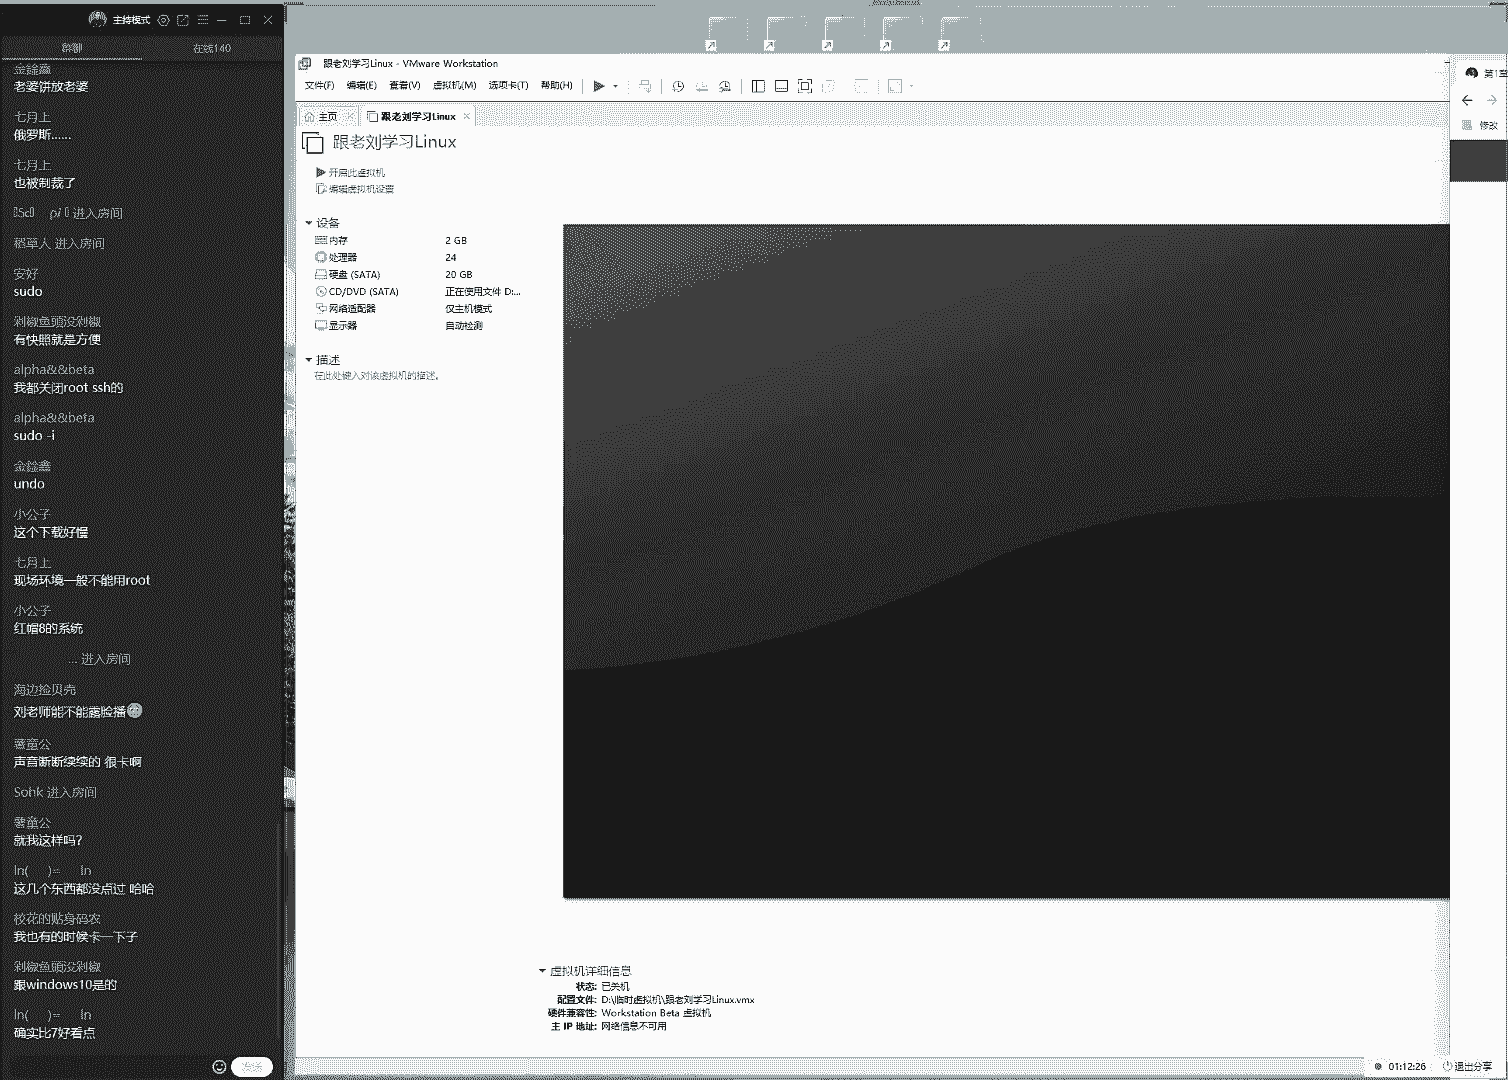 主持模式
群聊
在线140
金鑫鑫
老婆饼放老婆
七月上
俄罗斯......
七月上
也被制裁了
进入房间
稻草人 进入房间
安好
sudo
剁椒鱼頭没剁椒
有快照就是方便
alpha&&beta
我都关闭root ssh的
alpha&&beta
sudo -i
金鑫鑫
undo
小公子
这个下载好慢
七月上
现场环境一般不能用root
小公子
红帽8的系统
... 进入房间
海边捡贝壳
刘老师能不能露脸播
声音断断续续的 很卡啊
Sohk 进入房间
就我这样吗?
ln( )= ln
这几个东西都没点过 哈哈
校花的贴身码农
我也有的时候卡一下子
剁椒鱼頭没剁椒
跟windows10是的
ln( )= ln
确实比7好看点
发送
跟老刘学习Linux - VMware Workstation
文件(F) 编辑(E) 查看(V) 虚拟机(M) 选项卡(T) 帮助(H)
主页
跟老刘学习Linux
跟老刘学习Linux
开启此虚拟机
编辑虚拟机设置
设备
内存 2 GB
处理器 24
硬盘 (SATA) 20 GB
CD/DVD (SATA) 正在使用文件 D:...
网络适配器 仅主机模式
显示器 自动检测
描述
在此处键入对该虚拟机的描述。
虚拟机详细信息
状态: 已关机
配置文件: D:\临时虚拟机\跟老刘学习Linux.vmx
硬件兼容性: Workstation Beta 虚拟机
主 IP 地址: 网络信息不可用
第1章
修改
01:12:26
退出分享